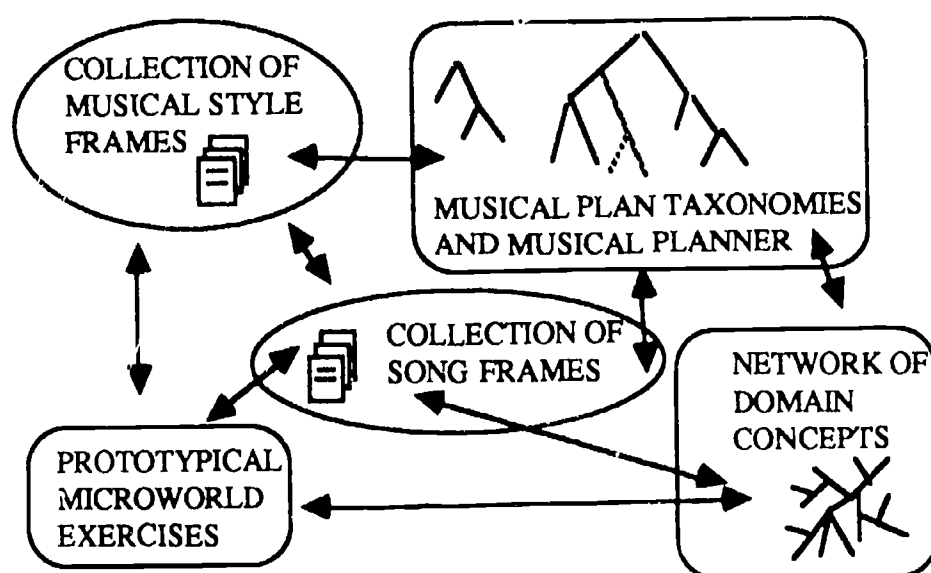 COLLECTION OF
MUSICAL STYLE
FRAMES
MUSICAL PLAN TAXONOMIES
AND MUSICAL PLANNER
COLLECTION OF
SONG FRAMES
NETWORK OF
DOMAIN
CONCEPTS
PROTOTYPICAL
MICROWORLD
EXERCISES